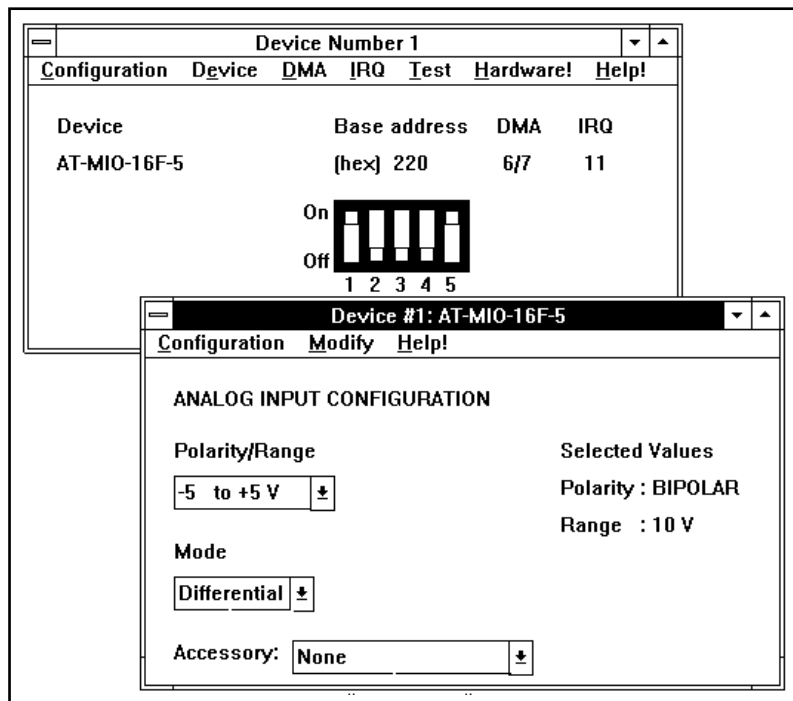 Device Number 1
Configuration Device DMA IRQ Test Hardware! Help!
Device Base address DMA IRQ
AT-MIO-16F-5 (hex) 220 6/7 11
On
Off
1 2 3 4 5
Device #1: AT-MIO-16F-5
Configuration Modify Help!
ANALOG INPUT CONFIGURATION
Polarity/Range
-5 to +5 V
Selected Values
Polarity : BIPOLAR
Range : 10 V
Mode
Differential
Accessory: None